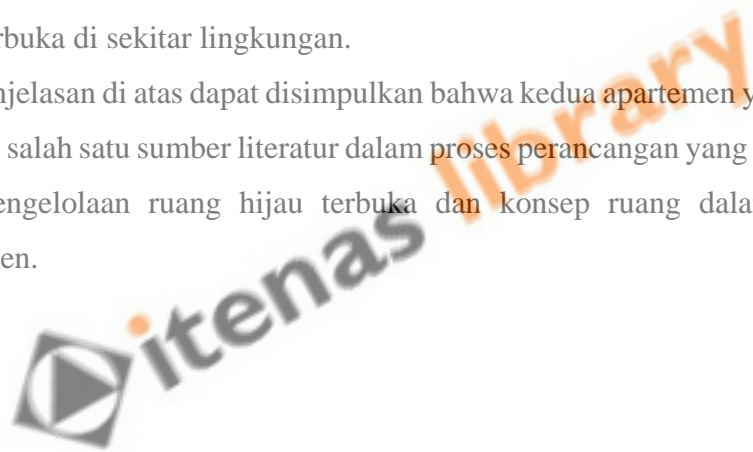 rbuka di sekitar lingkungan.
njelasan di atas dapat disimpulkan bahwa kedua apartemen y
salah satu sumber literatur dalam proses perancangan yang
engelolaan ruang hijau terbuka dan konsep ruang dala
en.
itenas library